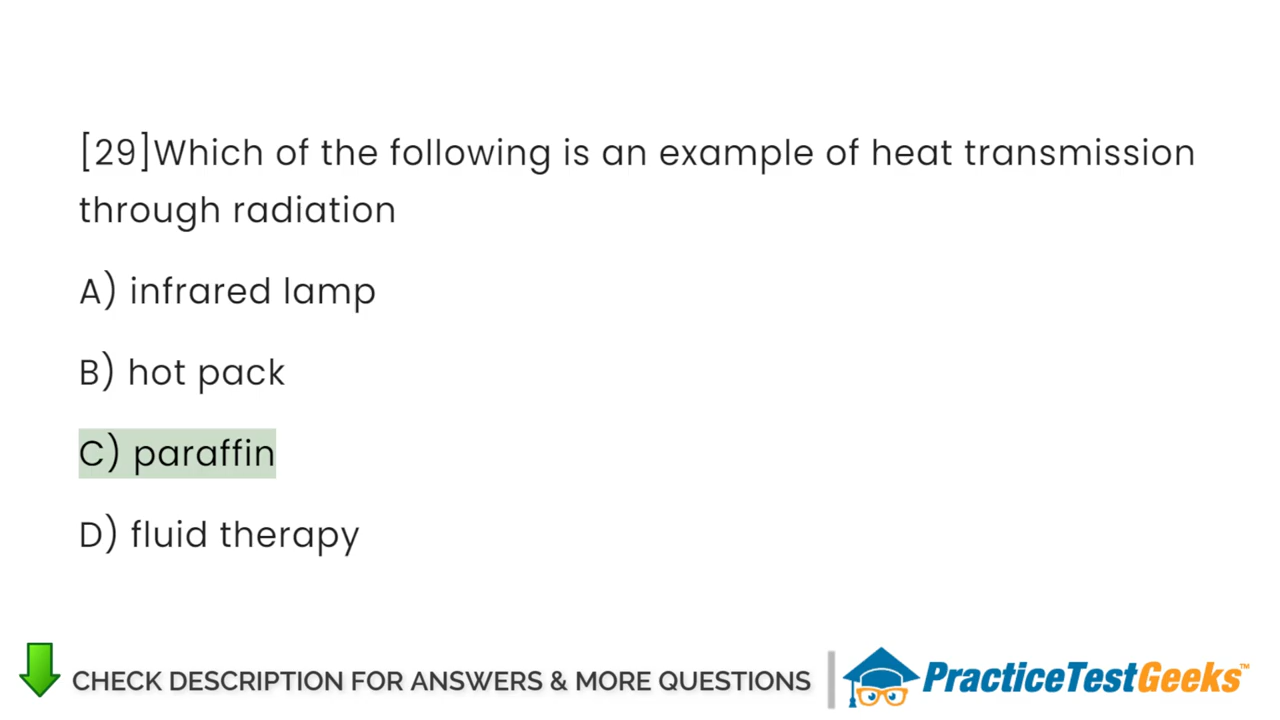 [29]Which of the following is an example of heat transmission
through radiation
A) infrared lamp
B) hot pack
C) paraffin
D) fluid therapy
CHECK DESCRIPTION FOR ANSWERS & MORE QUESTIONS
PracticeTestGeeks™